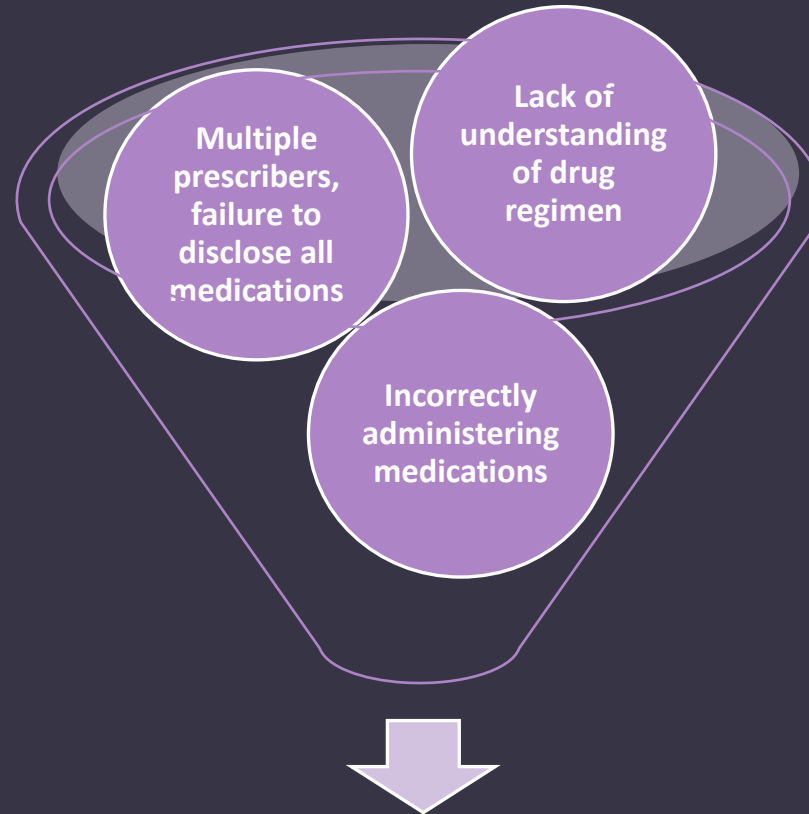 Multiple
prescribers,
failure to
disclose all
medications
Lack of
understanding
of drug
regimen
Incorrectly
administering
medications